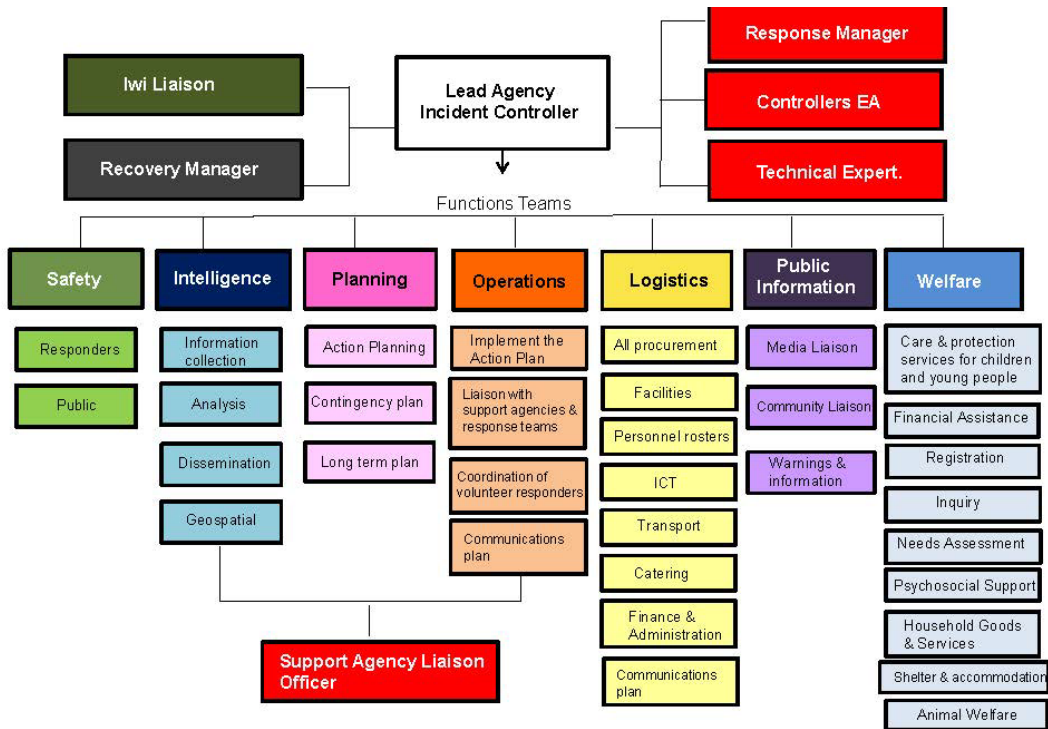 Response Manager
Iwi Liaison
Lead Agency
Incident Controller
Controllers EA
Recovery Manager
Technical Expert.
Functions Teams
Safety
Intelligence
Planning
Operations
Logistics
Public
Information
Welfare
Responders
Public
Information
collection
Analysis
Dissemination
Geospatial
Action Planning
Contingency plan
Long term plan
Implement the
Action Plan
Liaison with
support agencies &
response teams
Coordination of
volunteer responders
Communications
plan
All procurement
Facilities
Personnel rosters
ICT
Transport
Catering
Finance &
Administration
Communications
plan
Media Liaison
Community Liaison
Warnings &
information
Care & protection
services for children
and young people
Financial Assistance
Registration
Inquiry
Needs Assessment
Psychosocial Support
Household Goods
& Services
Shelter & accommodation
Animal Welfare
Support Agency Liaison
Officer